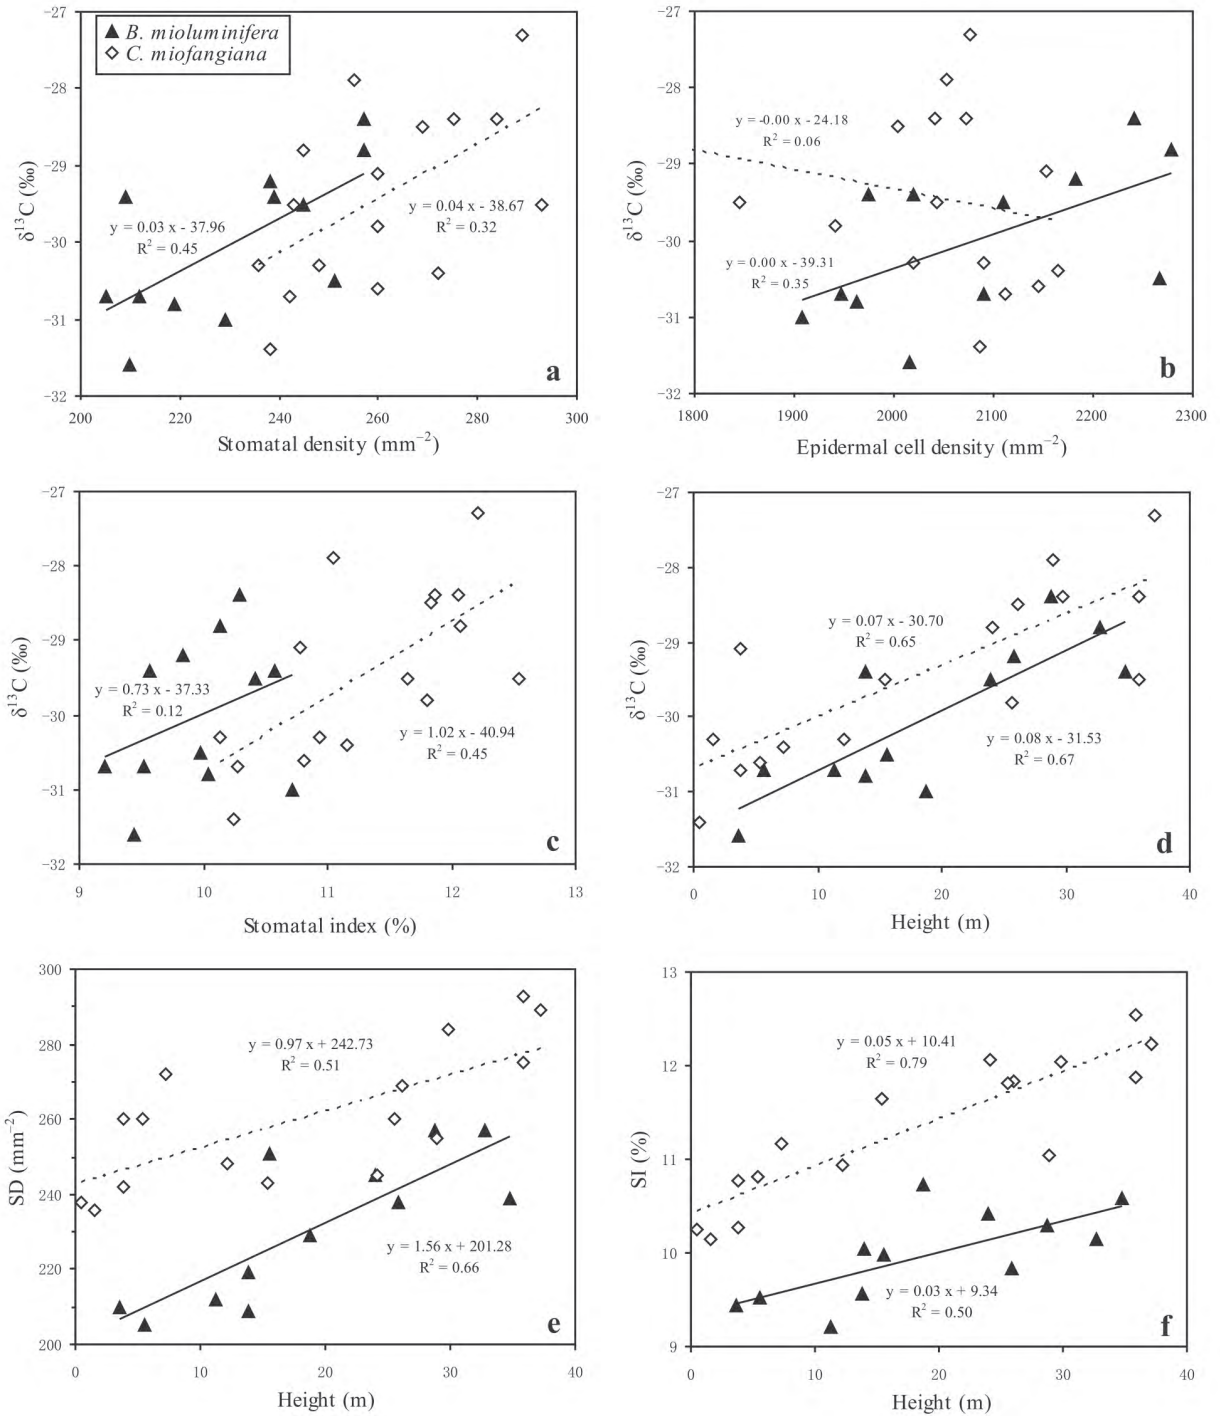 B. mioluminifera
C. miofangiana
−27
−28
−29
−30
−31
−32
δ13C (‰)
y = 0.03 x - 37.96
R2 = 0.45
y = 0.04 x - 38.67
R2 = 0.32
a
200 220 240 260 280 300
Stomatal density (mm−2)
−27
−28
−29
−30
−31
−32
δ13C (‰)
y = -0.00 x - 24.18
R2 = 0.06
y = 0.00 x - 39.31
R2 = 0.35
b
1800 1900 2000 2100 2200 2300
Epidermal cell density (mm−2)
−27
−28
−29
−30
−31
−32
δ13C (‰)
y = 0.73 x - 37.33
R2 = 0.12
y = 1.02 x - 40.94
R2 = 0.45
c
9 10 11 12 13
Stomatal index (%)
−27
−28
−29
−30
−31
−32
δ13C (‰)
y = 0.07 x - 30.70
R2 = 0.65
y = 0.08 x - 31.53
R2 = 0.67
d
0 10 20 30 40
Height (m)
300
280
260
240
220
200
SD (mm−2)
y = 0.97 x + 242.73
R2 = 0.51
y = 1.56 x + 201.28
R2 = 0.66
e
0 10 20 30 40
Height (m)
13
12
11
10
9
SI (%)
y = 0.05 x + 10.41
R2 = 0.79
y = 0.03 x + 9.34
R2 = 0.50
f
0 10 20 30 40
Height (m)